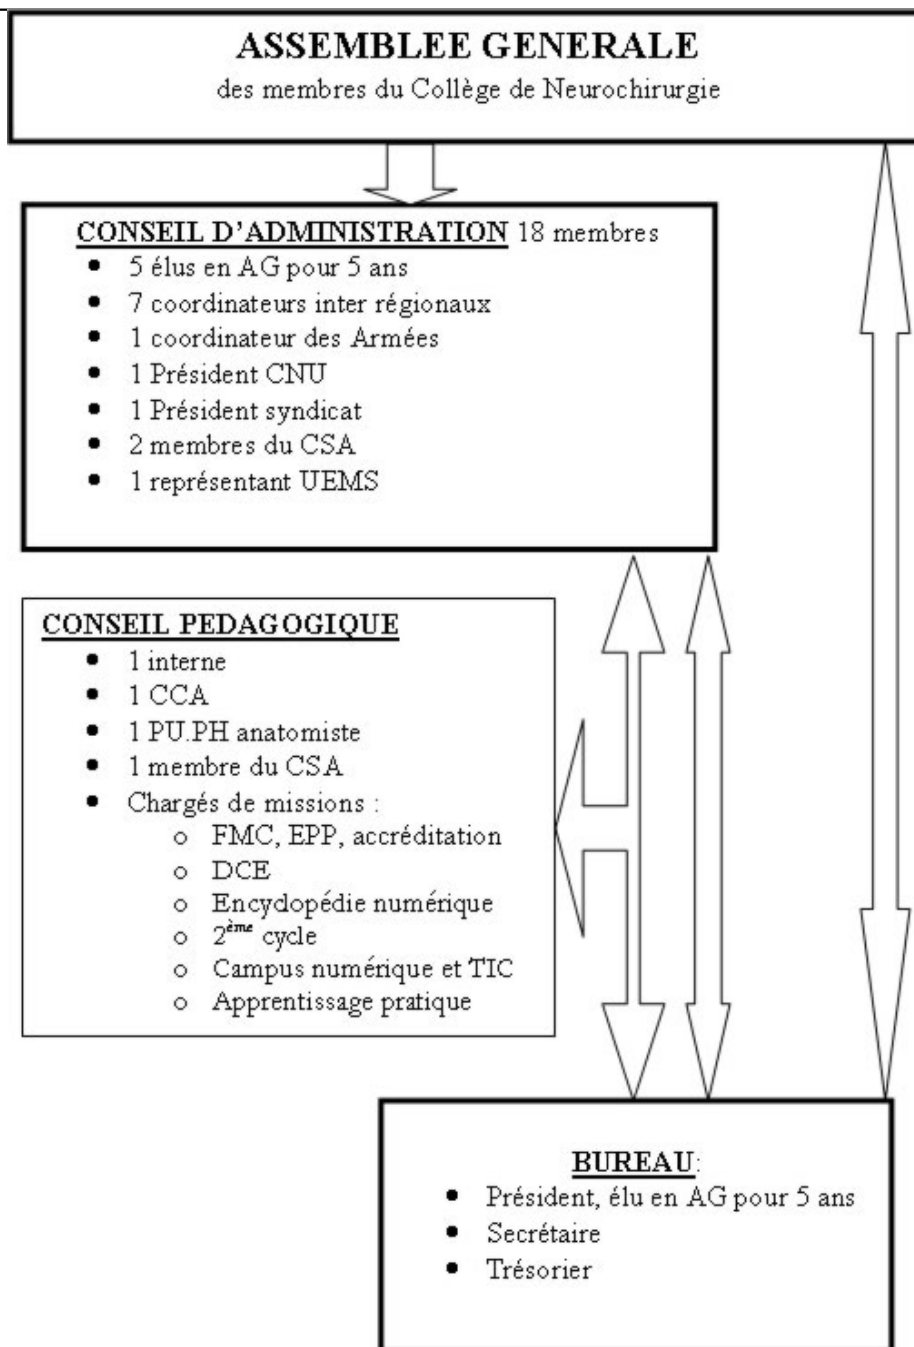 ASSEMBLEE GENERALE
des membres du Collège de Neurochirurgie
CONSEIL D’ADMINISTRATION 18 membres
• 5 élus en AG pour 5 ans
• 7 coordinateurs inter régionaux
• 1 coordinateur des Armées
• 1 Président CNU
• 1 Président syndicat
• 2 membres du CSA
• 1 représentant UEMS
CONSEIL PEDAGOGIQUE
• 1 interne
• 1 CCA
• 1 PU.PH anatomiste
• 1 membre du CSA
• Chargés de missions :
o FMC, EPP, accréditation
o DCE
o Encyclopédie numérique
o 2ème cycle
o Campus numérique et TIC
o Apprentissage pratique
BUREAU:
• Président, élu en AG pour 5 ans
• Secrétaire
• Trésorier